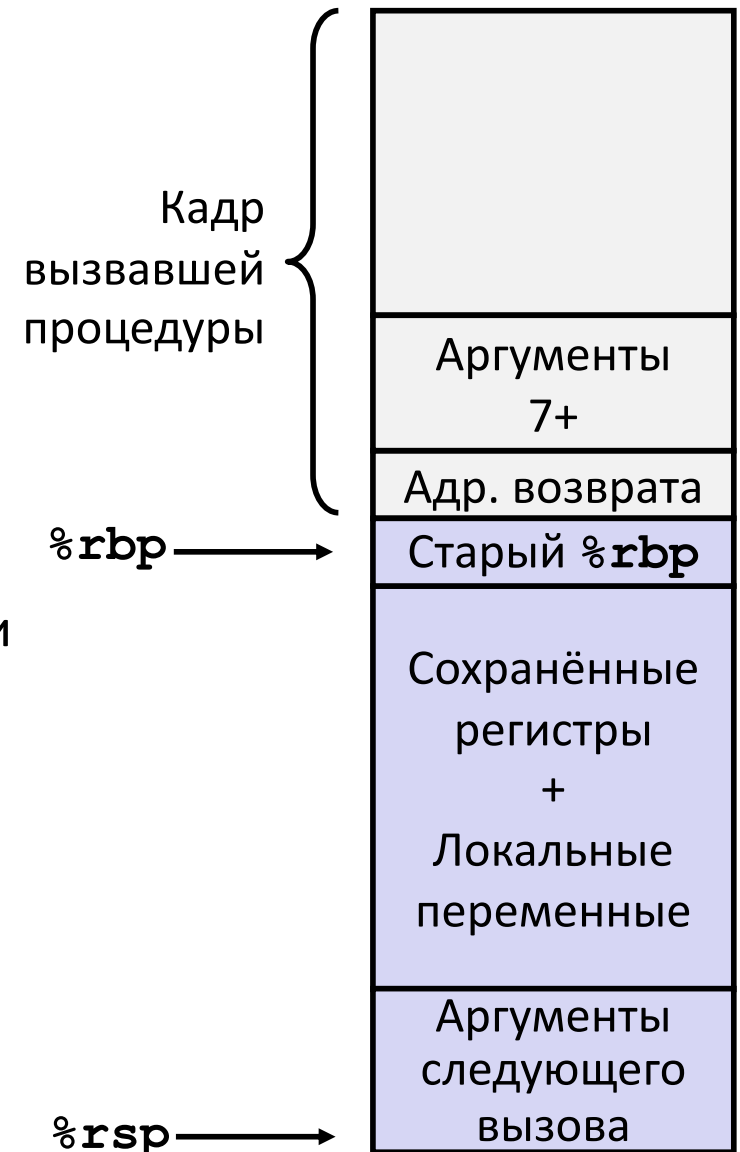 Кадр
вызвавшей
процедуры
Аргументы
7+
Адр. возврата
%rbp
Старый %rbp
и
Сохранённые
регистры
+
Локальные
переменные
Аргументы
следующего
вызова
%rsp